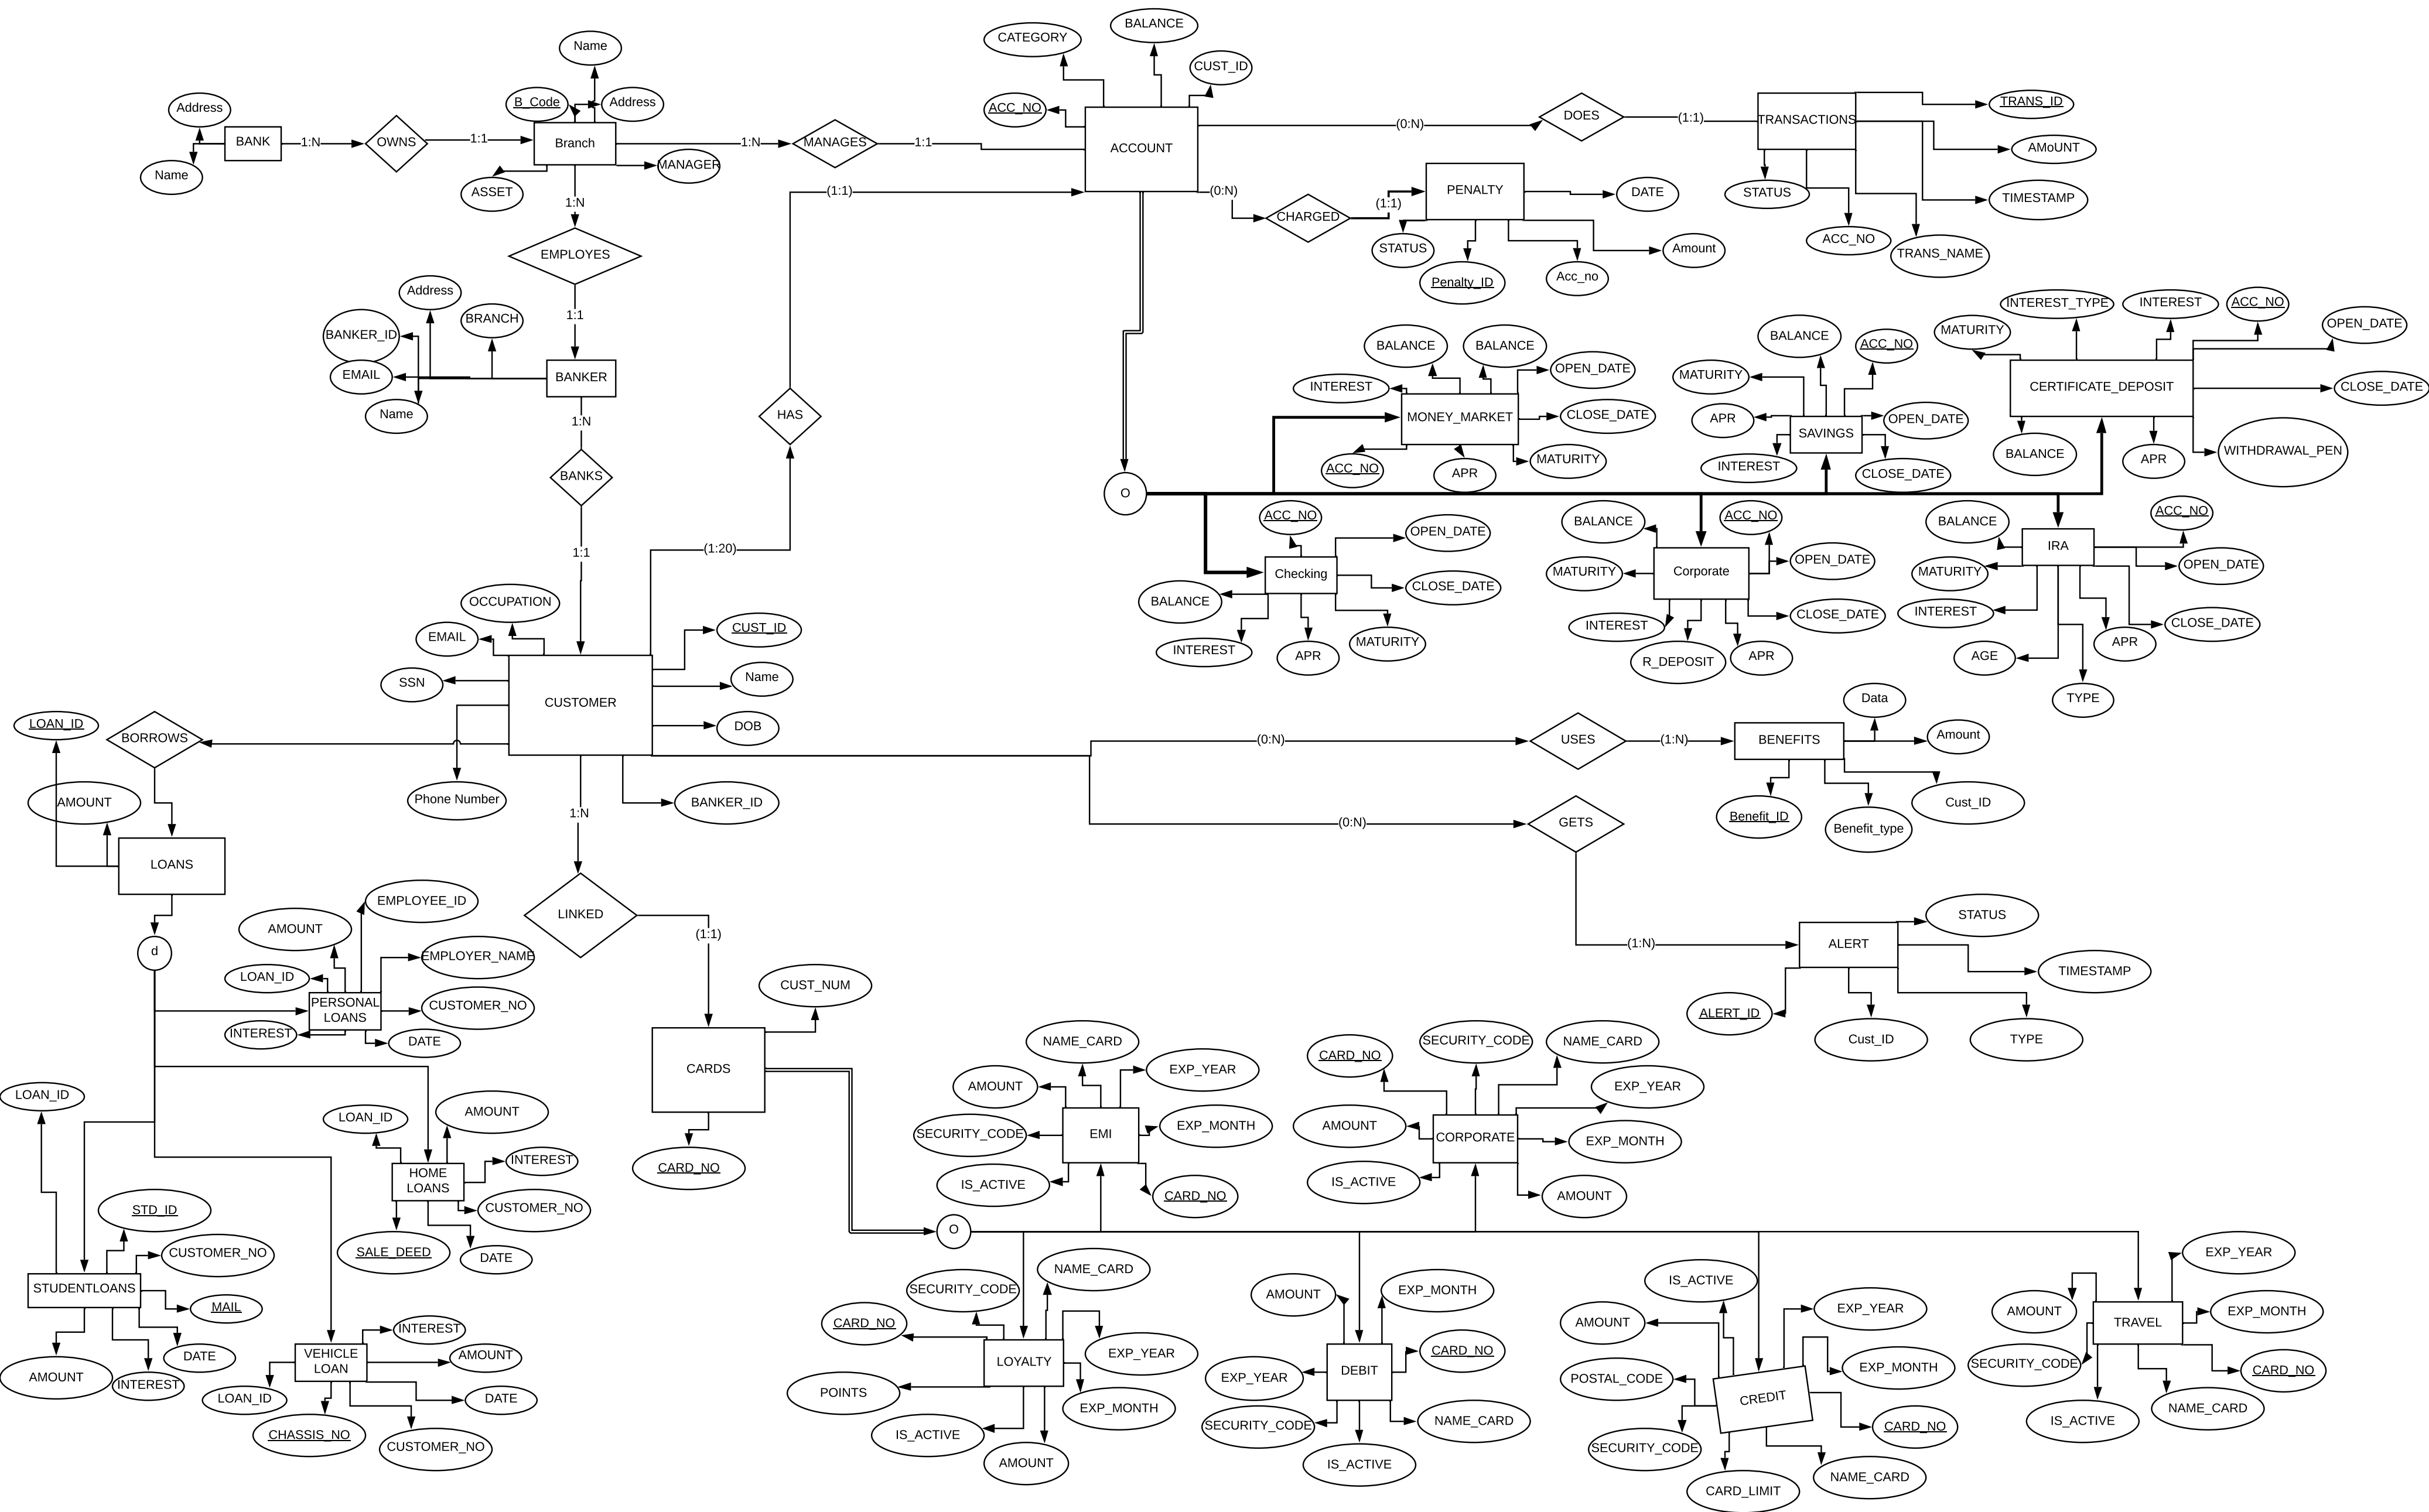 BALANCE
CATEGORY
Name
CUST_ID
Address
B_Code
Address
ACC_NO
TRANS_ID
BANK
1:N
OWNS
1:1
Branch
1:N
MANAGES
1:1
ACCOUNT
(0:N)
DOES
(1:1)
TRANSACTIONS
AMoUNT
Name
ASSET
MANAGER
(1:1)
(0:N)
CHARGED
(1:1)
PENALTY
DATE
STATUS
TIMESTAMP
1:N
STATUS
Penalty_ID
Acc_no
Amount
ACC_NO
TRANS_NAME
EMPLOYES
1:1
Address
BRANCH
BANKER_ID
EMAIL
Name
BANKER
1:N
BANKS
1:1
HAS
(1:20)
BALANCE
BALANCE
INTEREST
OPEN_DATE
MONEY_MARKET
CLOSE_DATE
ACC_NO
APR
MATURITY
BALANCE
ACC_NO
MATURITY
APR
SAVINGS
OPEN_DATE
INTEREST
CLOSE_DATE
INTEREST_TYPE
INTEREST
ACC_NO
MATURITY
OPEN_DATE
CERTIFICATE_DEPOSIT
CLOSE_DATE
BALANCE
APR
WITHDRAWAL_PEN
O
ACC_NO
OPEN_DATE
Checking
CLOSE_DATE
BALANCE
INTEREST
APR
MATURITY
BALANCE
ACC_NO
MATURITY
Corporate
OPEN_DATE
INTEREST
CLOSE_DATE
R_DEPOSIT
APR
BALANCE
ACC_NO
IRA
MATURITY
OPEN_DATE
INTEREST
CLOSE_DATE
AGE
APR
TYPE
OCCUPATION
EMAIL
CUST_ID
SSN
CUSTOMER
Name
DOB
Phone Number
1:N
BANKER_ID
LOAN_ID
BORROWS
AMOUNT
LOANS
(0:N)
USES
(1:N)
BENEFITS
Data
Amount
Benefit_ID
Benefit_type
Cust_ID
(0:N)
GETS
(1:N)
ALERT
STATUS
TIMESTAMP
ALERT_ID
Cust_ID
TYPE
LINKED
(1:1)
CUST_NUM
CARDS
CARD_NO
d
EMPLOYEE_ID
AMOUNT
EMPLOYER_NAME
LOAN_ID
PERSONAL
LOANS
CUSTOMER_NO
INTEREST
DATE
LOAN_ID
LOAN_ID
AMOUNT
HOME
LOANS
INTEREST
CUSTOMER_NO
SALE_DEED
DATE
STD_ID
CUSTOMER_NO
STUDENTLOANS
MAIL
AMOUNT
INTEREST
DATE
VEHICLE
LOAN
INTEREST
AMOUNT
LOAN_ID
DATE
CHASSIS_NO
CUSTOMER_NO
O
NAME_CARD
AMOUNT
EXP_YEAR
SECURITY_CODE
EMI
EXP_MONTH
IS_ACTIVE
CARD_NO
CARD_NO
SECURITY_CODE
NAME_CARD
EXP_YEAR
AMOUNT
CORPORATE
EXP_MONTH
IS_ACTIVE
AMOUNT
SECURITY_CODE
NAME_CARD
CARD_NO
LOYALTY
EXP_YEAR
POINTS
EXP_MONTH
IS_ACTIVE
AMOUNT
AMOUNT
EXP_MONTH
EXP_YEAR
DEBIT
CARD_NO
SECURITY_CODE
NAME_CARD
IS_ACTIVE
IS_ACTIVE
AMOUNT
EXP_YEAR
POSTAL_CODE
CREDIT
EXP_MONTH
SECURITY_CODE
CARD_NO
CARD_LIMIT
NAME_CARD
EXP_YEAR
AMOUNT
EXP_MONTH
TRAVEL
SECURITY_CODE
CARD_NO
IS_ACTIVE
NAME_CARD